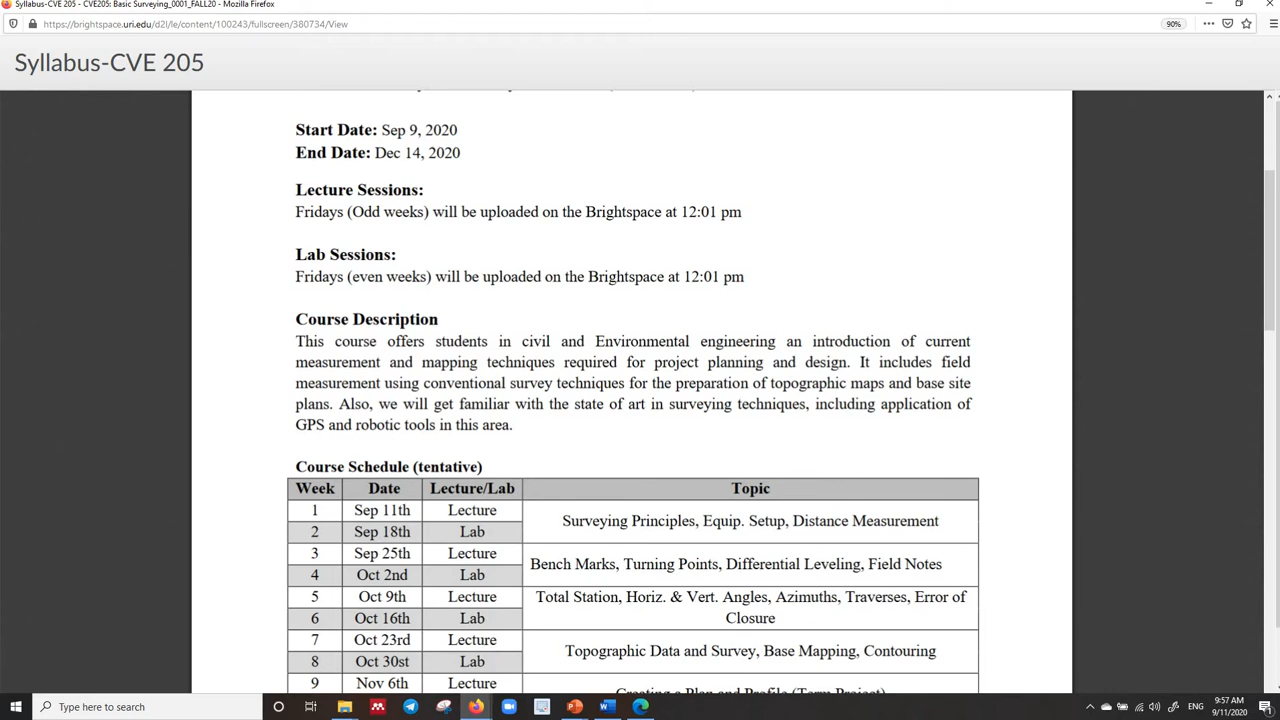 Syllabus-CVE 205 - CVE205: Basic Surveying_0001_FALL20 - Mozilla Firefox
https://brightspace.uri.edu/d2l/le/content/100243/fullscreen/380734/View
90%
Syllabus-CVE 205
Start Date: Sep 9, 2020
End Date: Dec 14, 2020
Lecture Sessions:
Fridays (Odd weeks) will be uploaded on the Brightspace at 12:01 pm
Lab Sessions:
Fridays (even weeks) will be uploaded on the Brightspace at 12:01 pm
Course Description
This course offers students in civil and Environmental engineering an introduction of current
measurement and mapping techniques required for project planning and design. It includes field
measurement using conventional survey techniques for the preparation of topographic maps and base site
plans. Also, we will get familiar with the state of art in surveying techniques, including application of
GPS and robotic tools in this area.
Course Schedule (tentative)
Week Date Lecture/Lab Topic
1 Sep 11th Lecture
Surveying Principles, Equip. Setup, Distance Measurement
2 Sep 18th Lab
3 Sep 25th Lecture
Bench Marks, Turning Points, Differential Leveling, Field Notes
4 Oct 2nd Lab
5 Oct 9th Lecture Total Station, Horiz. & Vert. Angles, Azimuths, Traverses, Error of
6 Oct 16th Lab Closure
7 Oct 23rd Lecture
Topographic Data and Survey, Base Mapping, Contouring
8 Oct 30st Lab
9 Nov 6th Lecture
Creating a Plan and Profile (Term Project)
Type here to search
ENG
9:57 AM
9/11/2020